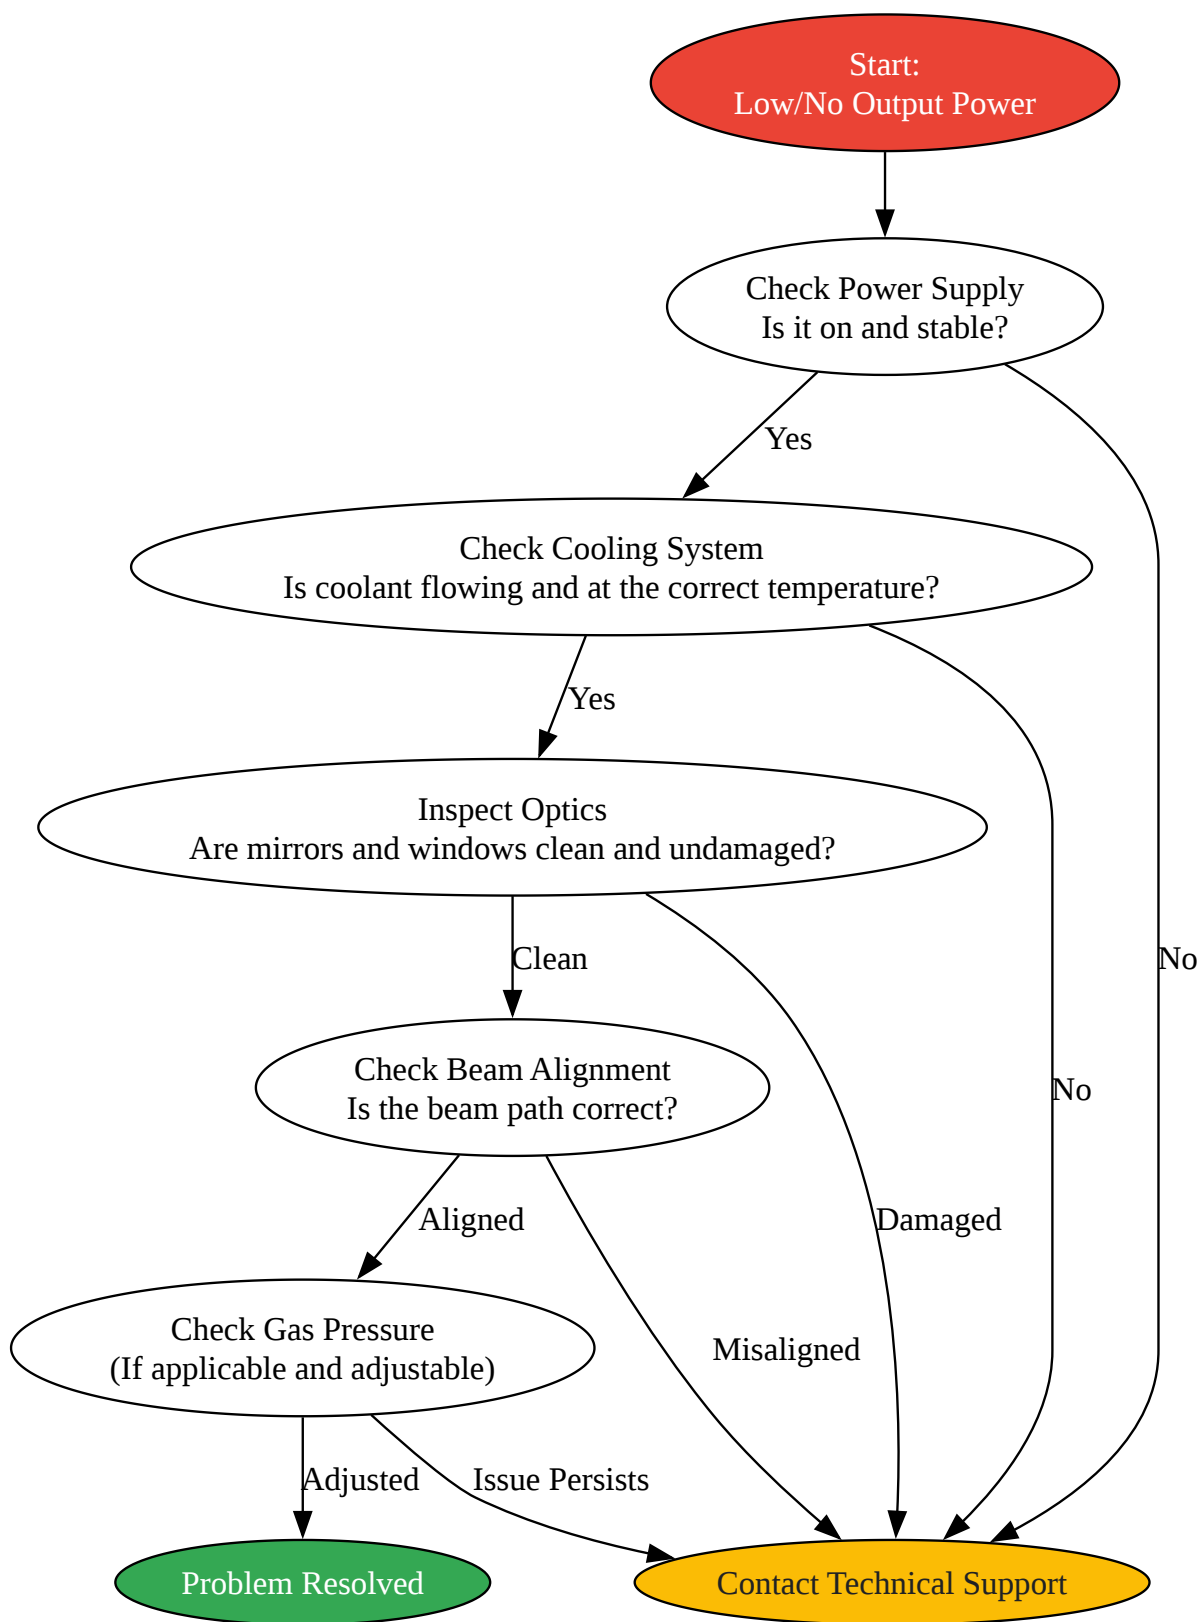 Start:
Low/No Output Power
Check Power Supply
Is it on and stable?
Yes
Check Cooling System
Is coolant flowing and at the correct temperature?
Yes
Inspect Optics
Are mirrors and windows clean and undamaged?
Clean
No
Check Beam Alignment
Is the beam path correct?
No
Aligned
Damaged
Check Gas Pressure
(If applicable and adjustable)
Misaligned
Adjusted
Issue Persists
Problem Resolved
Contact Technical Support